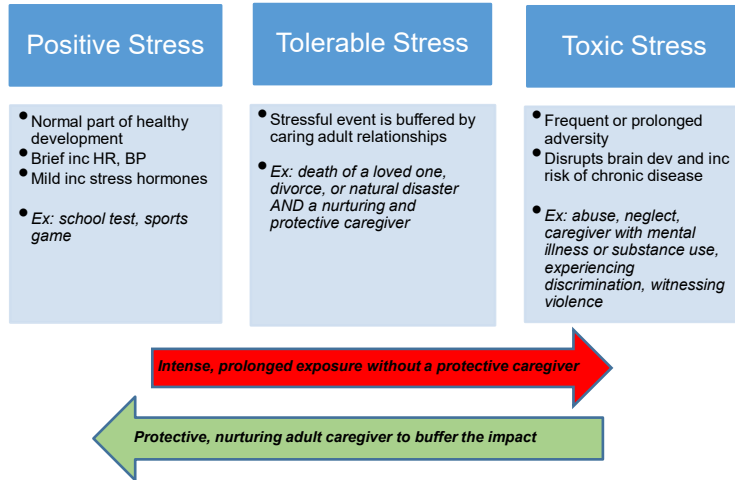 Positive Stress
• Normal part of healthy
development
• Brief inc HR, BP
• Mild inc stress hormones
• Ex: school test, sports
game
Tolerable Stress
• Stressful event is buffered by
caring adult relationships
• Ex: death of a loved one,
divorce, or natural disaster
AND a nurturing and
protective caregiver
Toxic Stress
• Frequent or prolonged
adversity
• Disrupts brain dev and inc
risk of chronic disease
• Ex: abuse, neglect,
caregiver with mental
illness or substance use,
experiencing
discrimination, witnessing
violence
Intense, prolonged exposure without a protective caregiver
Protective, nurturing adult caregiver to buffer the impact